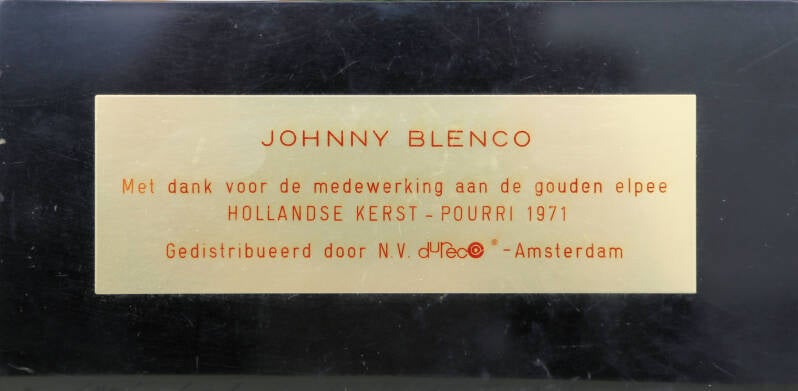 JOHNNY BLENCO
Met dank voor de medewerking aan de gouden elpee
HOLLANDSE KERST - POURRI 1971
Gedistribueerd door N.V. dureco ® - Amsterdam